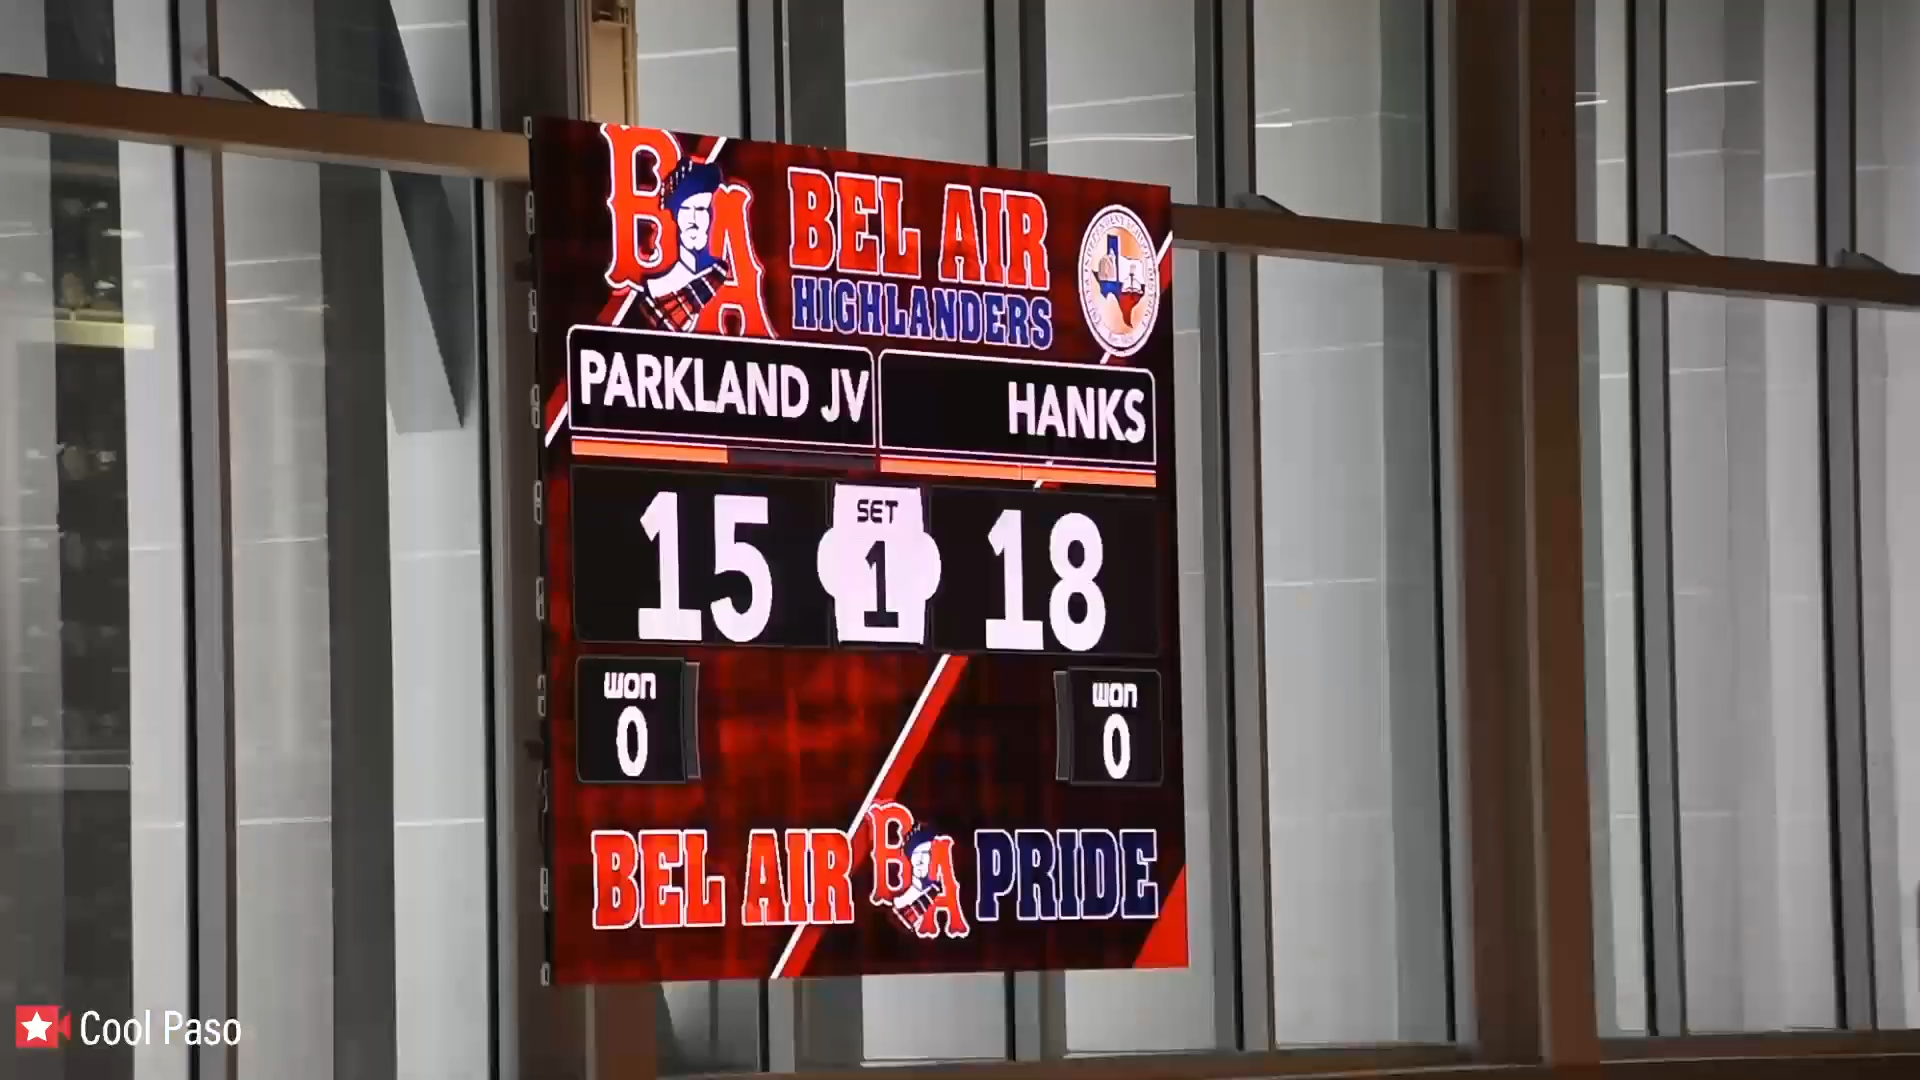 BA
BEL AIR
HIGHLANDERS
PARKLAND JV
HANKS
15
SET
1
18
WON
0
WON
0
BEL AIR BA PRIDE
Cool Paso